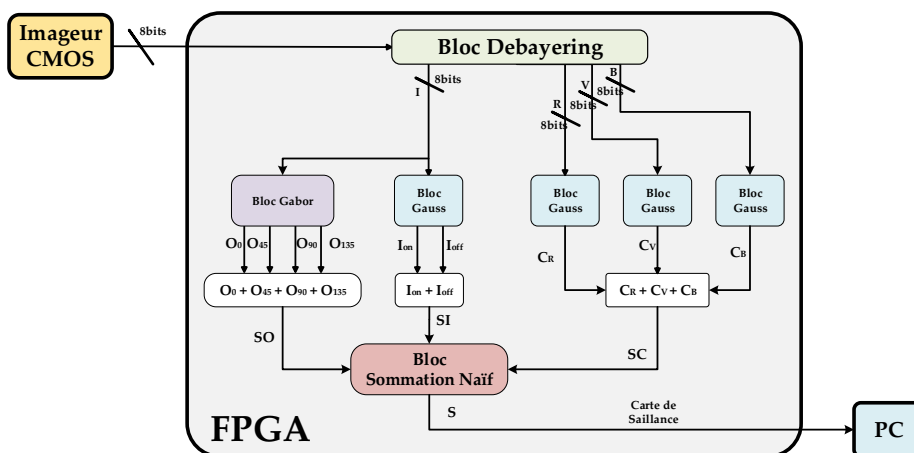 Imageur
CMOS
8bits
Bloc Debayering
I
8bits
R
8bits
V
8bits
B
8bits
Bloc Gabor
Bloc
Gauss
Bloc
Gauss
Bloc
Gauss
Bloc
Gauss
O0 O45 O90 O135
Ion Ioff
CR
CV
CB
O0 + O45 + O90 + O135
Ion + Ioff
CR + CV + CB
SO
SI
SC
Bloc
Sommation Naïf
S
Carte de
Saillance
FPGA
PC